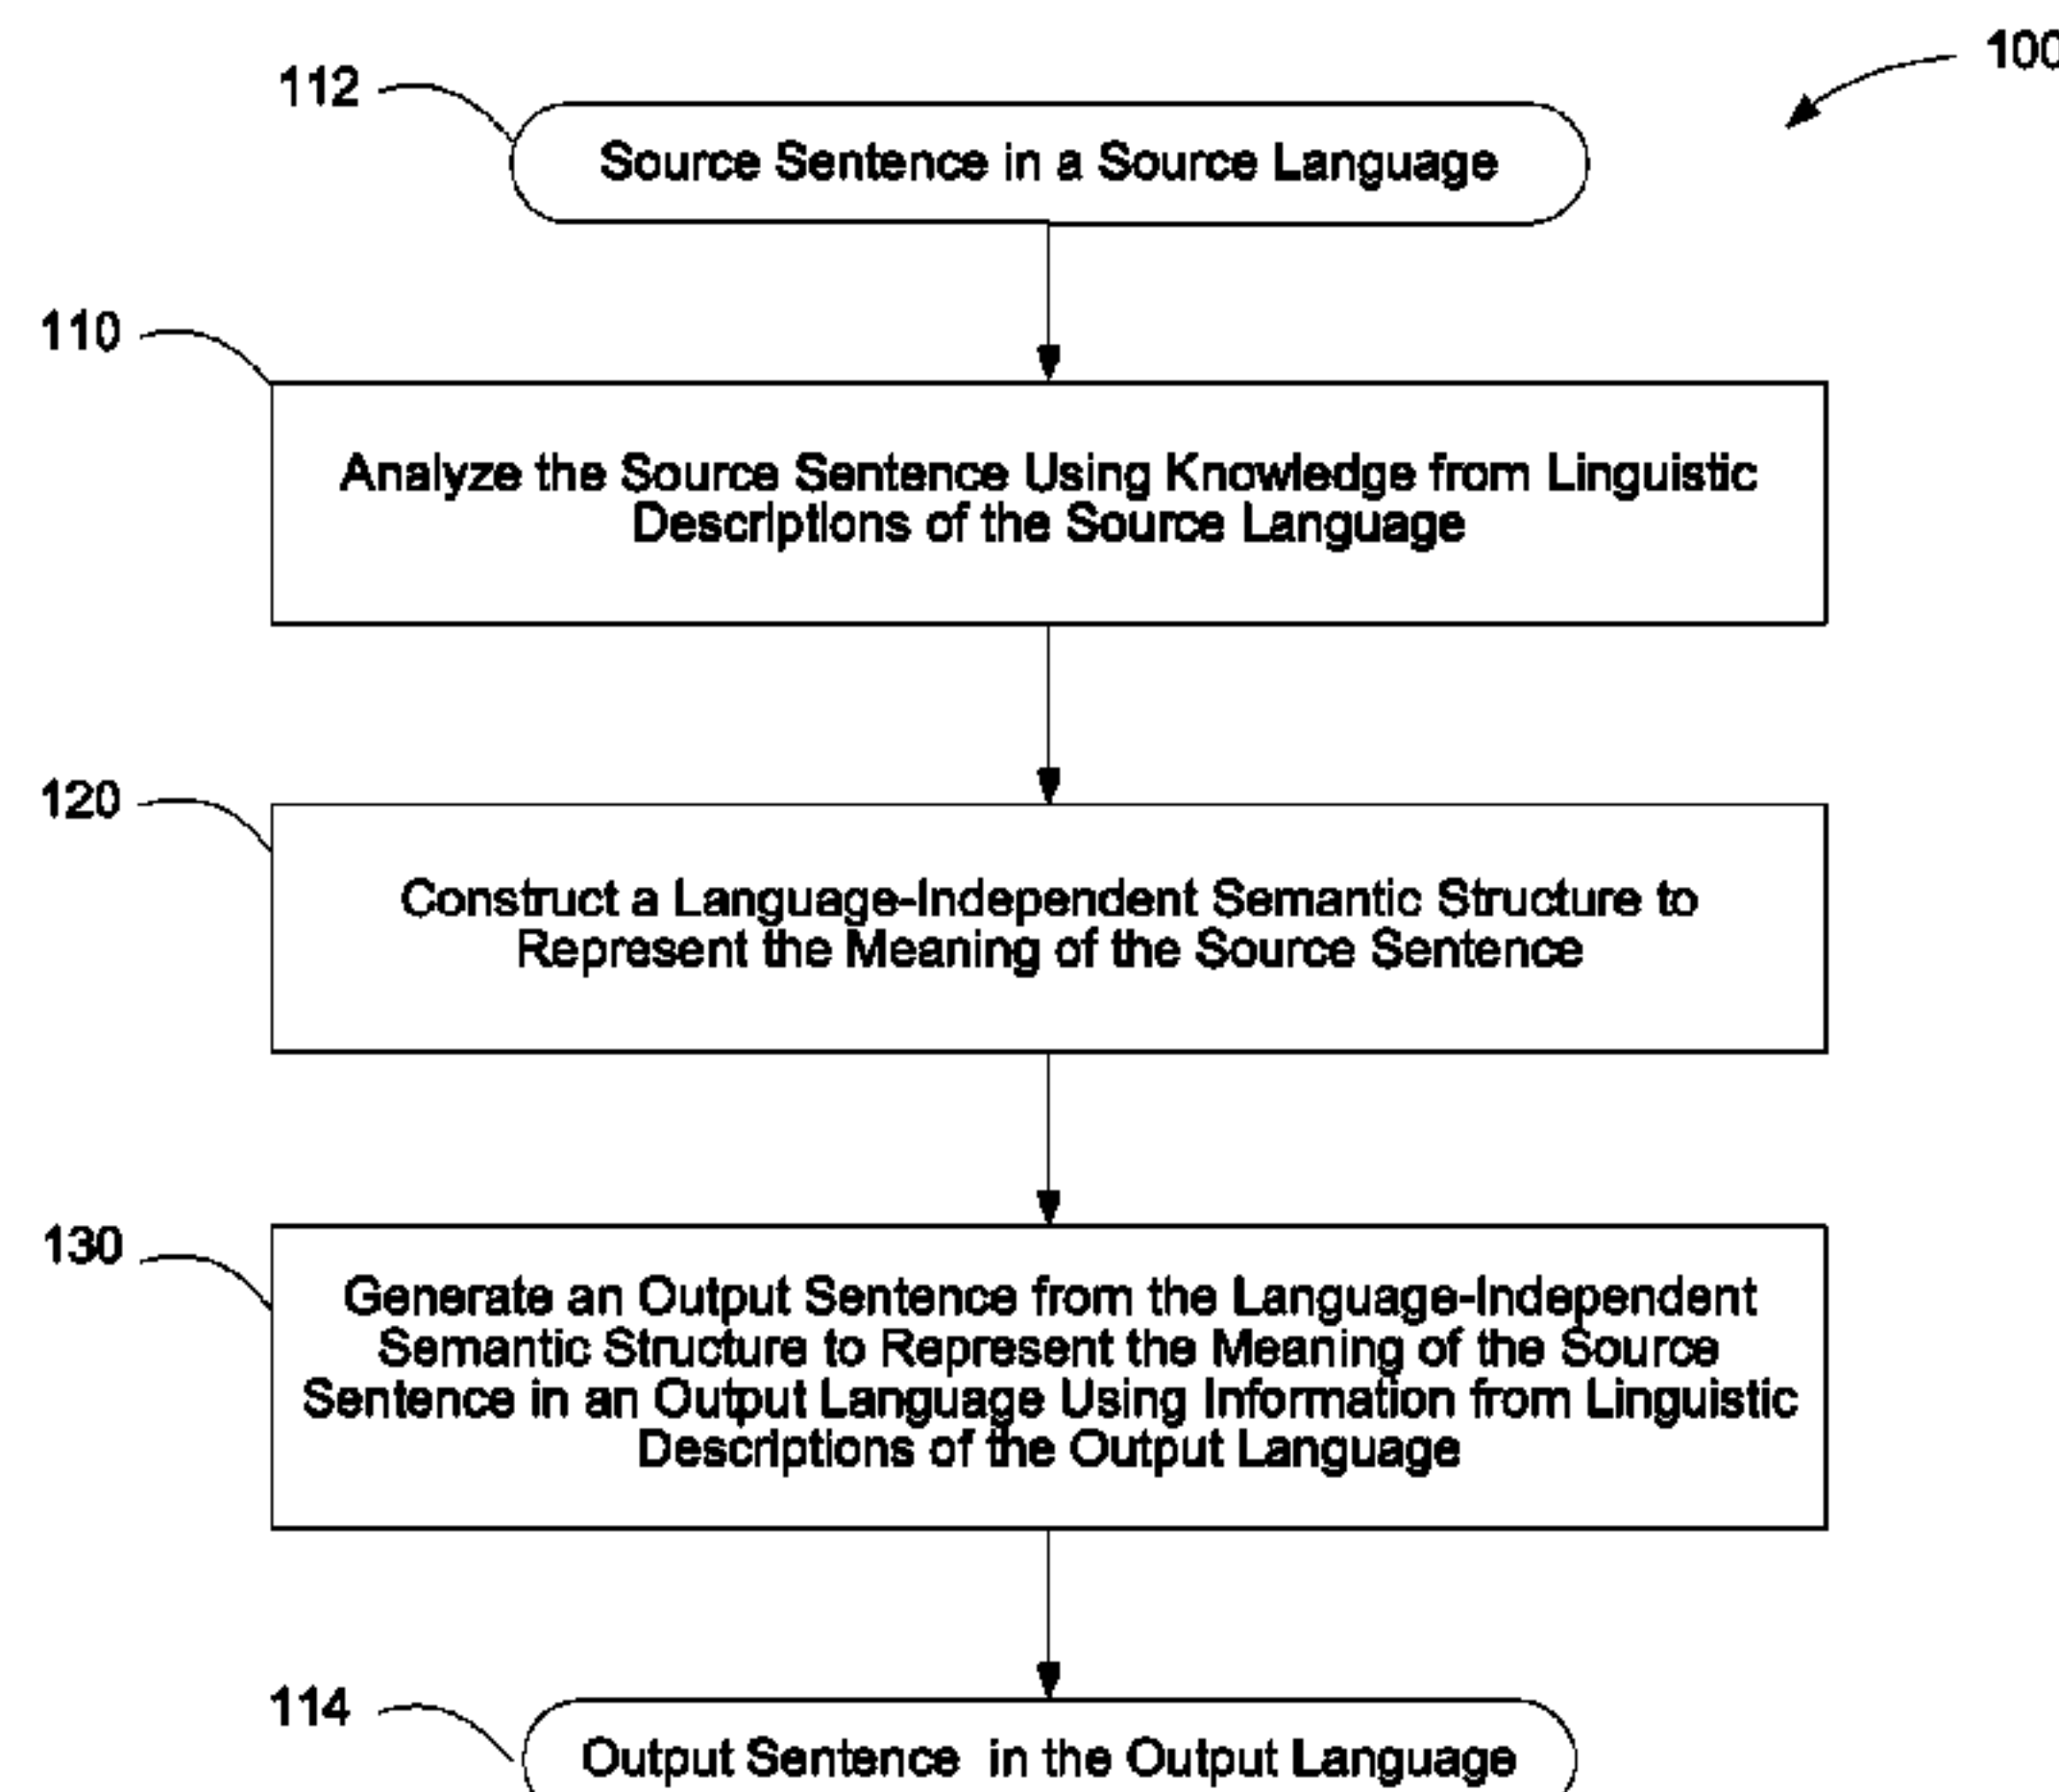 100
112
Source Sentence in a Source Language
110
Analyze the Source Sentence Using Knowledge from Linguistic
Descriptions of the Source Language
120
Construct a Language-Independent Semantic Structure to
Represent the Meaning of the Source Sentence
130
Generate an Output Sentence from the Language-Independent
Semantic Structure to Represent the Meaning of the Source
Sentence in an Output Language Using Information from Linguistic
Descriptions of the Output Language
114
Output Sentence in the Output Language